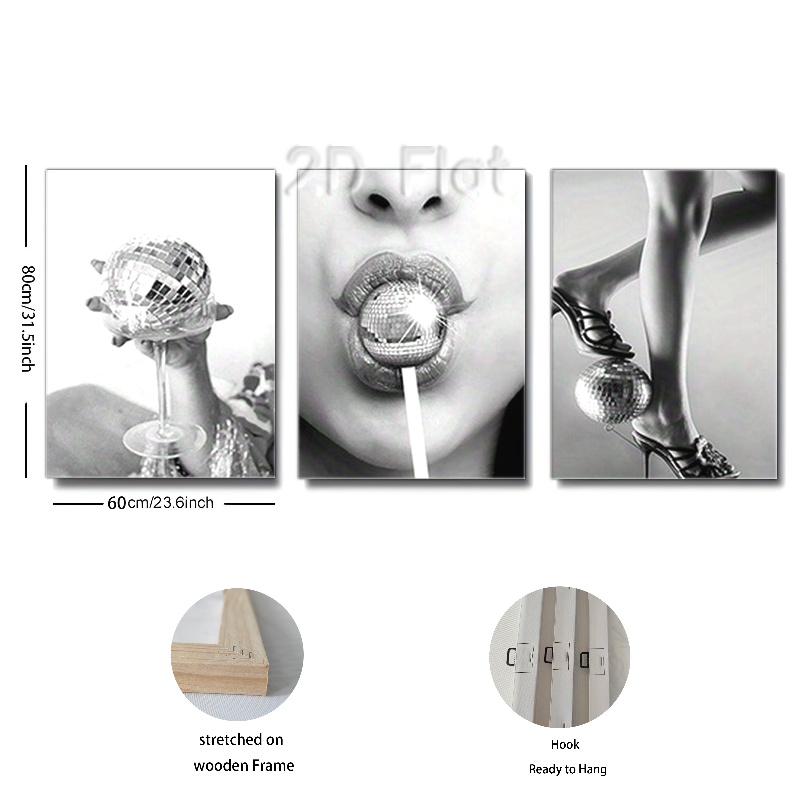 2D Flat
80cm/31.5inch
60cm/23.6inch
stretched on
wooden Frame
Hook
Ready to Hang